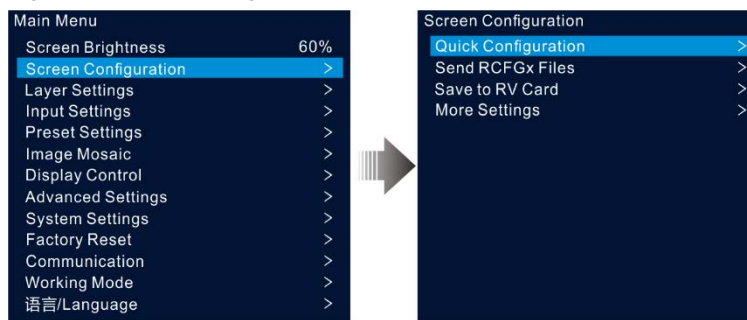 Main Menu
Screen Brightness 60%
Screen Configuration >
Layer Settings >
Input Settings >
Preset Settings >
Image Mosaic >
Display Control >
Advanced Settings >
System Settings >
Factory Reset >
Communication >
Working Mode >
语言/Language >
Screen Configuration
Quick Configuration >
Send RCFGx Files >
Save to RV Card >
More Settings >